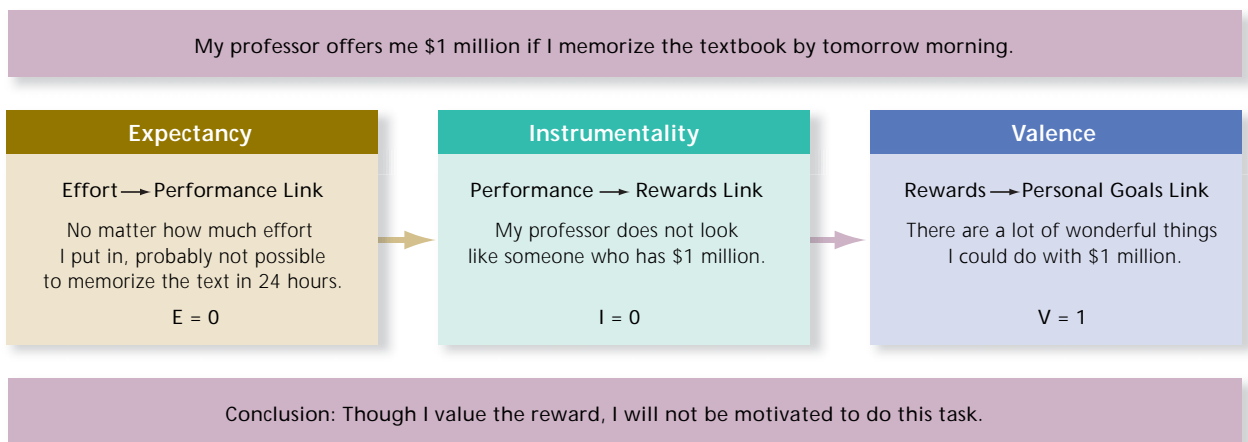 My professor offers me $1 million if I memorize the textbook by tomorrow morning.
Expectancy
Effort → Performance Link
No matter how much effort
I put in, probably not possible
to memorize the text in 24 hours.
E = 0
Instrumentality
Performance → Rewards Link
My professor does not look
like someone who has $1 million.
I = 0
Valence
Rewards → Personal Goals Link
There are a lot of wonderful things
I could do with $1 million.
V = 1
Conclusion: Though I value the reward, I will not be motivated to do this task.